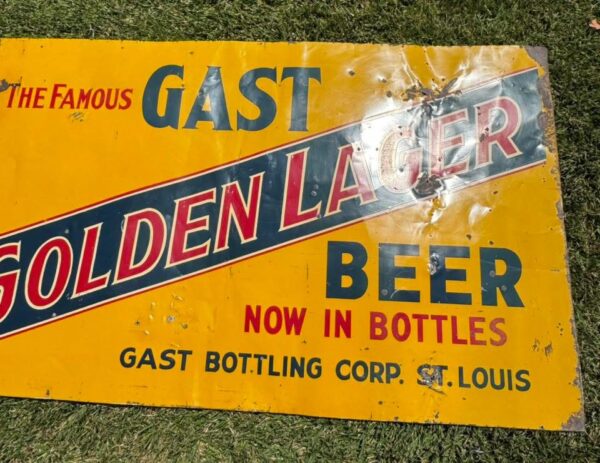 THE FAMOUS GAST
GOLDEN LAGER
BEER
NOW IN BOTTLES
GAST BOTTLING CORP. ST. LOUIS